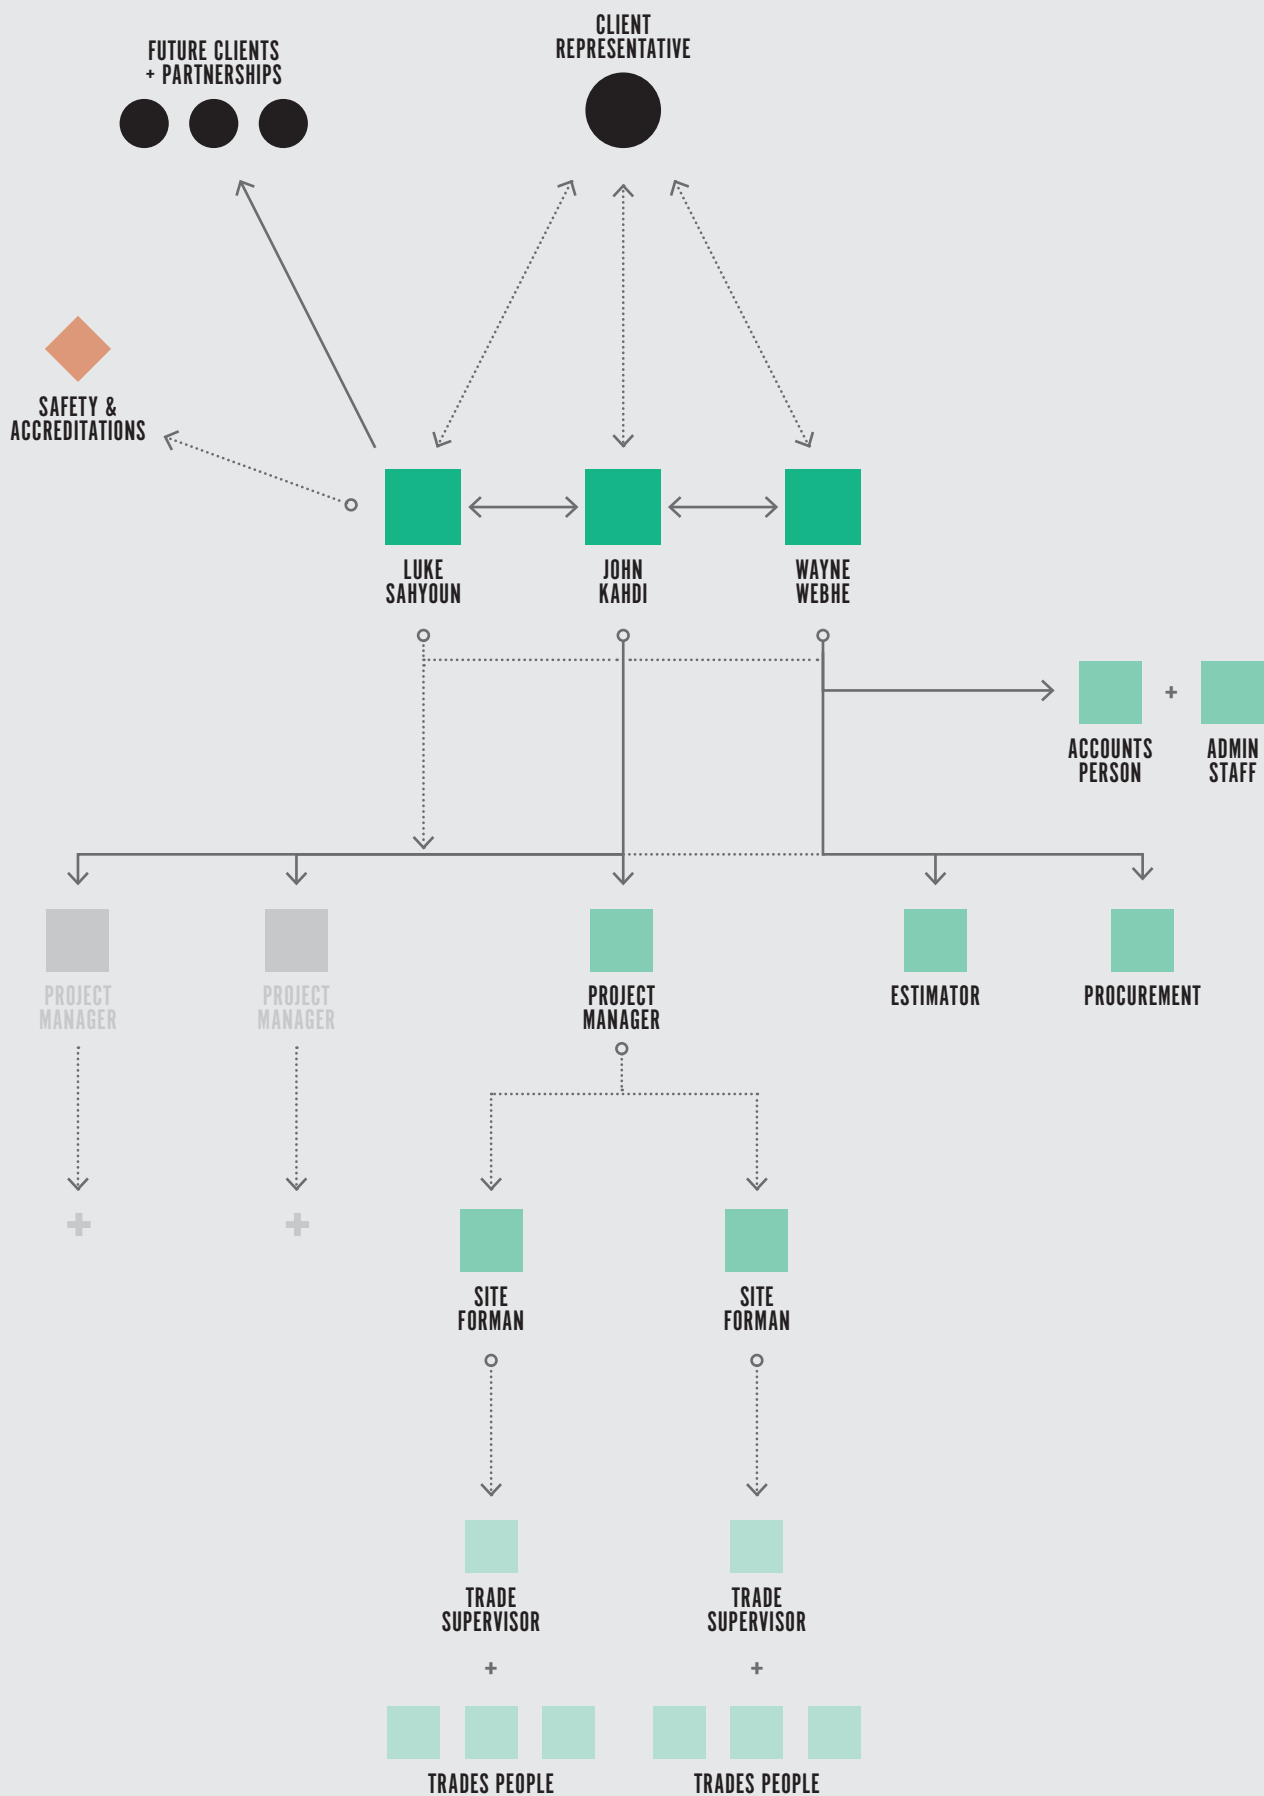 CLIENT
REPRESENTATIVE
FUTURE CLIENTS
+ PARTNERSHIPS
SAFETY &
ACCREDITATIONS
LUKE
SAHYOUN
JOHN
KAHDI
WAYNE
WEBHE
ACCOUNTS
PERSON
+
ADMIN
STAFF
PROJECT
MANAGER
PROJECT
MANAGER
PROJECT
MANAGER
ESTIMATOR
PROCUREMENT
+
+
SITE
FORMAN
SITE
FORMAN
TRADE
SUPERVISOR
+
TRADE
SUPERVISOR
+
TRADES PEOPLE
TRADES PEOPLE